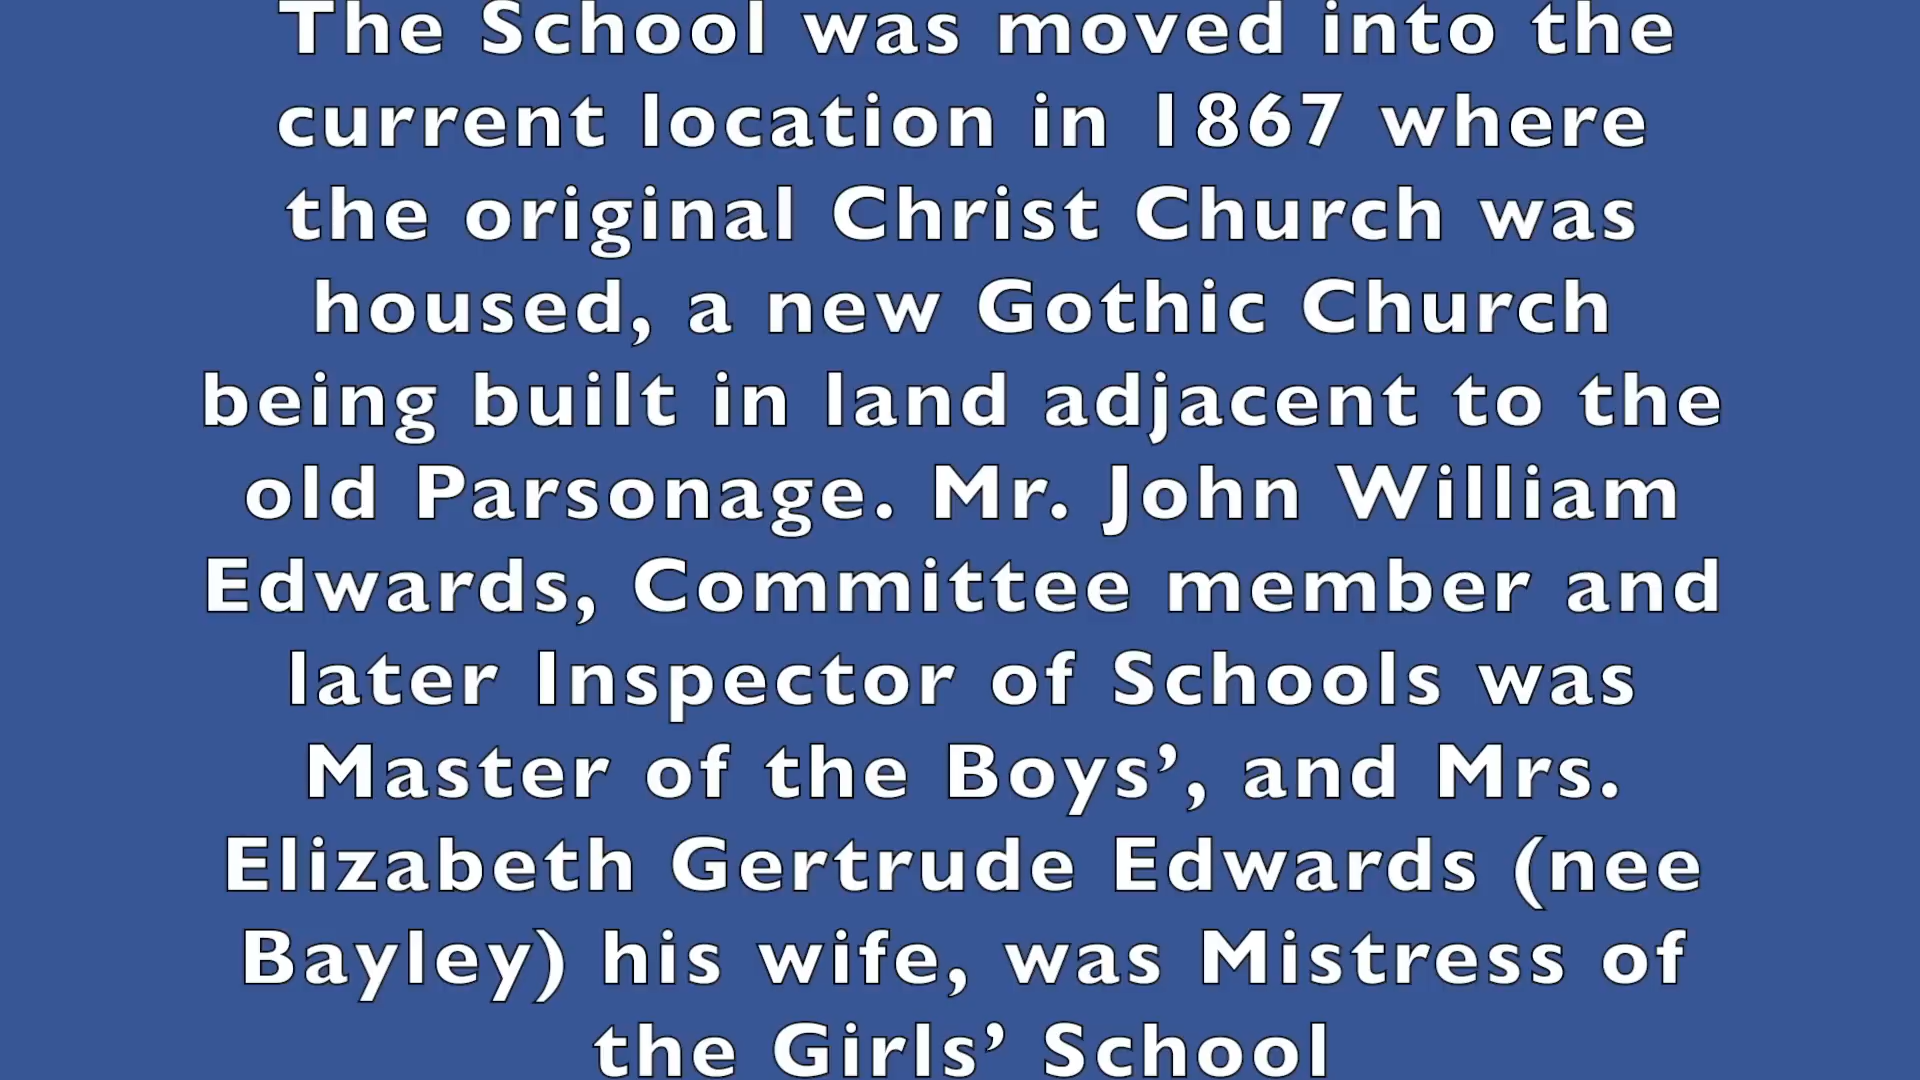 The School was moved into the
current location in 1867 where
the original Christ Church was
housed, a new Gothic Church
being built in land adjacent to the
old Parsonage. Mr. John William
Edwards, Committee member and
later Inspector of Schools was
Master of the Boys’, and Mrs.
Elizabeth Gertrude Edwards (nee
Bayley) his wife, was Mistress of
the Girls’ School